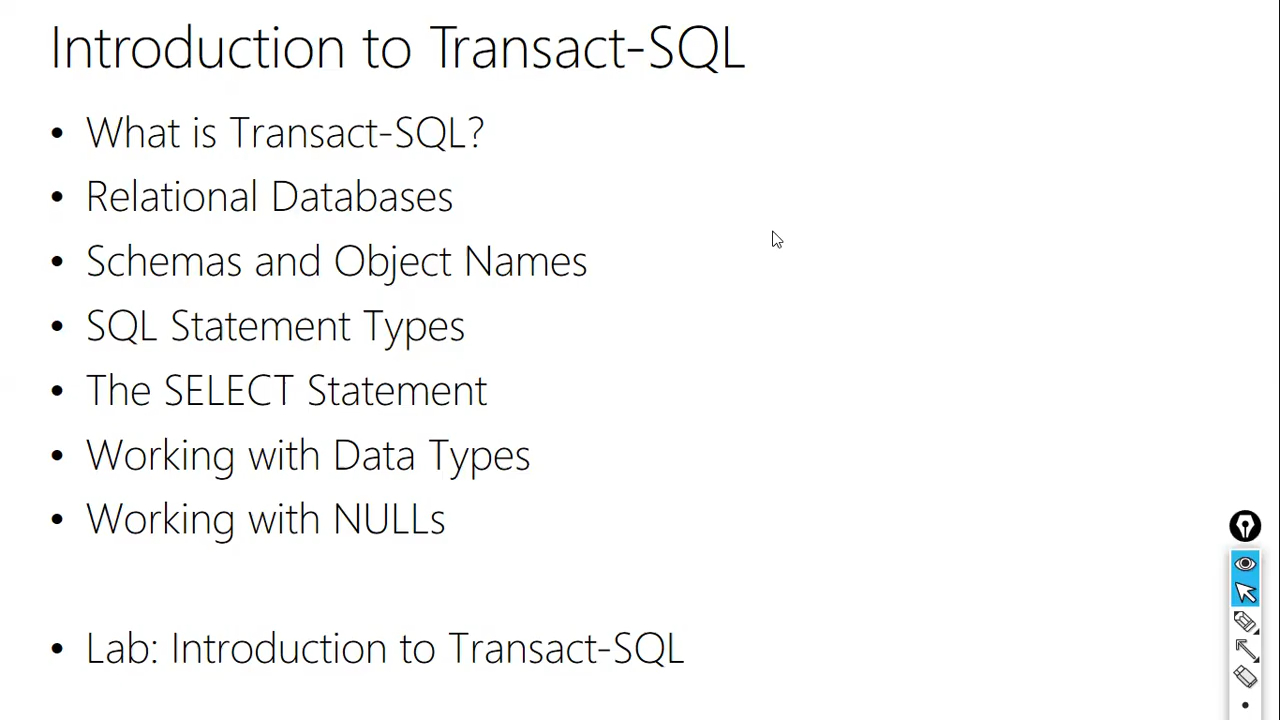 Introduction to Transact-SQL
• What is Transact-SQL?
• Relational Databases
• Schemas and Object Names
• SQL Statement Types
• The SELECT Statement
• Working with Data Types
• Working with NULLs
• Lab: Introduction to Transact-SQL